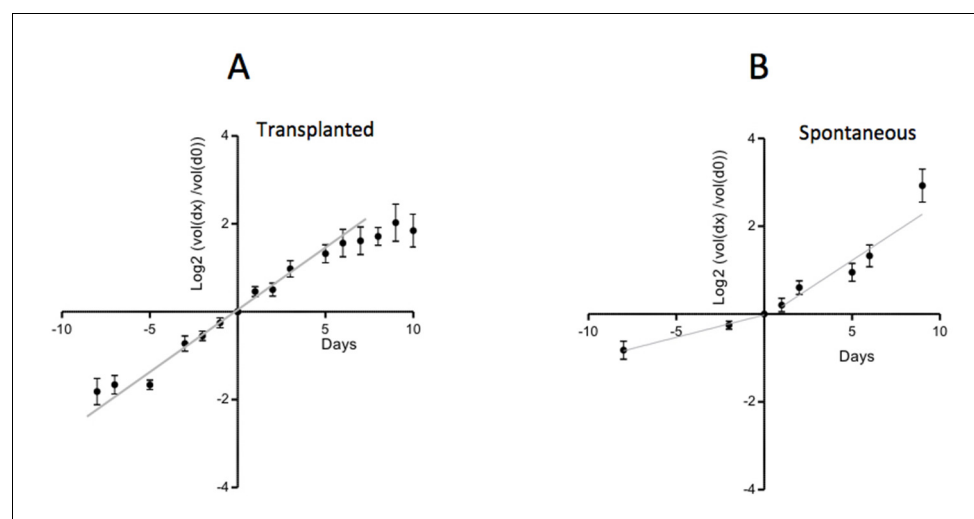 A
Transplanted
Log2 (vol(dx) /vol(d0))
4
2
-10
-5
5
10
Days
-2
-4
B
Spontaneous
Log2 (vol(dx) /vol(d0))
4
2
-10
-5
5
10
Days
-2
-4